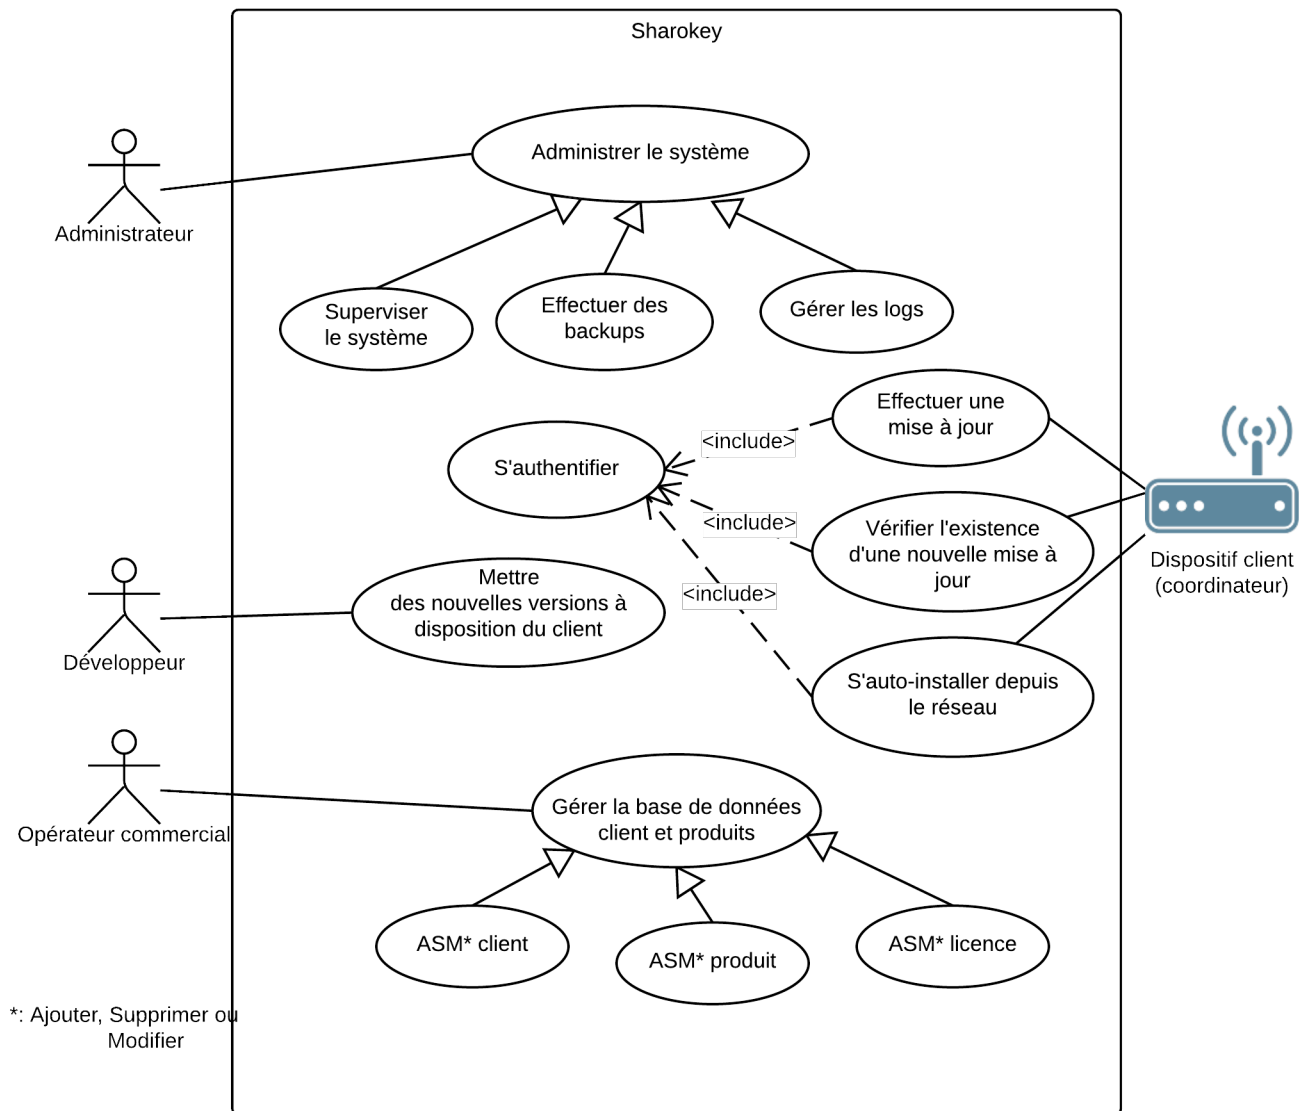 Sharokey
Administrer le système
Administrateur
Superviser
le système
Effectuer des
backups
Gérer les logs
Effectuer une
mise à jour
<include>
S'authentifier
<include>
Vérifier l'existence
d'une nouvelle mise à
jour
Dispositif client
(coordinateur)
Mettre
des nouvelles versions à
disposition du client
<include>
Développeur
S'auto-installer depuis
le réseau
Opérateur commercial
Gérer la base de données
client et produits
ASM* client
ASM* produit
ASM* licence
*: Ajouter, Supprimer ou
Modifier